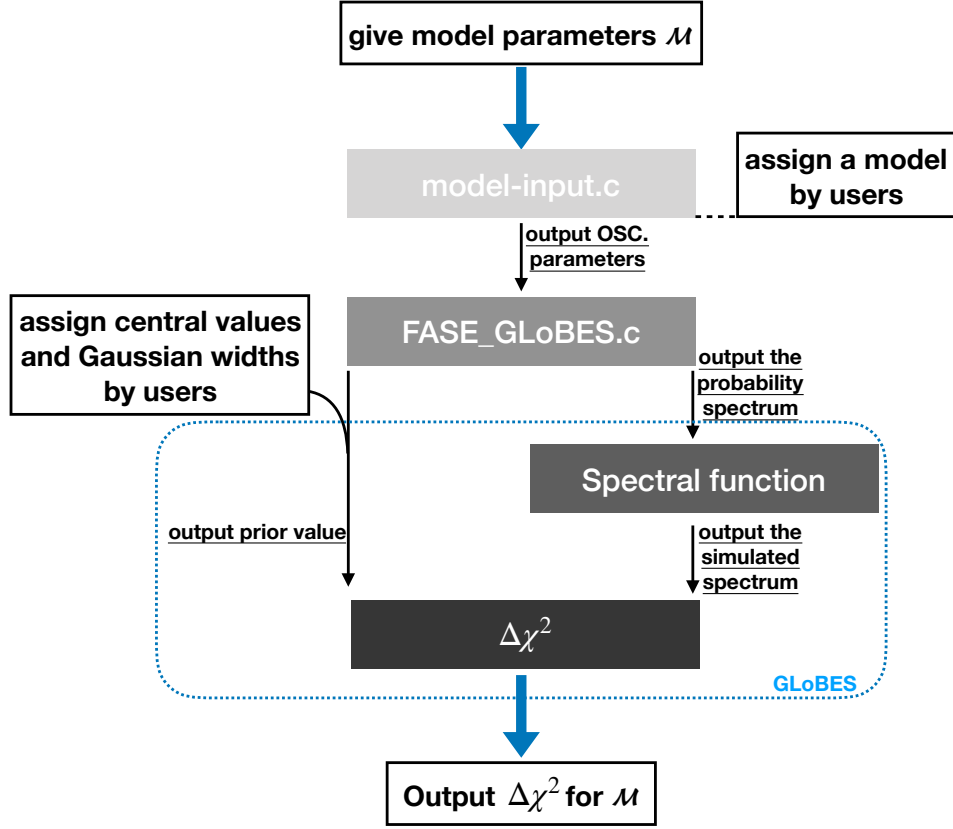 give model parameters ℳ
model-input.c
assign a model
by users
output OSC.
parameters
assign central values
and Gaussian widths
by users
FASE_GLoBES.c
output the
probability
spectrum
Spectral function
output prior value
output the
simulated
spectrum
Δχ²
GLoBES
Output Δχ² for ℳ